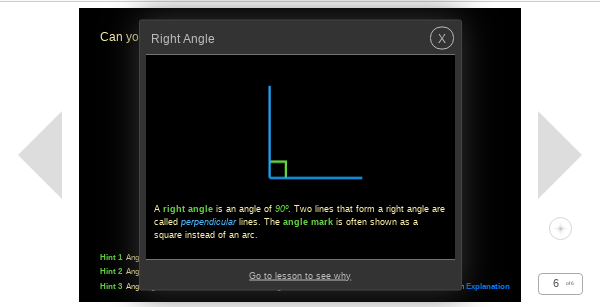 Can yo
Right Angle
X
A right angle is an angle of 90º. Two lines that form a right angle are
called perpendicular lines. The angle mark is often shown as a
square instead of an arc.
Hint 1 Ang
Hint 2 Ang
Hint 3 Ang
Explanation
Go to lesson to see why
6 of 6